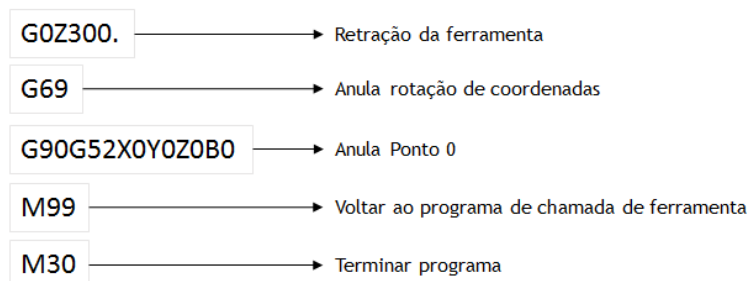 G0Z300. Retração da ferramenta
G69 Anula rotação de coordenadas
G90G52X0Y0Z0B0 Anula Ponto 0
M99 Voltar ao programa de chamada de ferramenta
M30 Terminar programa